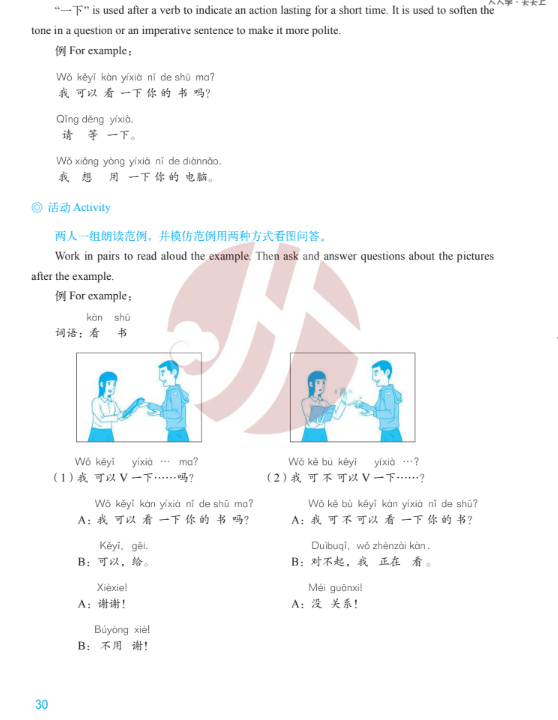 人人学·天天上
“一下” is used after a verb to indicate an action lasting for a short time. It is used to soften the
tone in a question or an imperative sentence to make it more polite.
例 For example:
Wǒ kěyǐ kàn yíxià nǐ de shū ma?
我 可以 看 一下 你 的 书 吗?
Qǐng děng yíxià.
请 等 一下。
Wǒ xiǎng yòng yíxià nǐ de diànnǎo.
我 想 用 一下 你 的 电脑。
◎ 活动 Activity
两人一组朗读范例，并模仿范例用两种方式看图问答。
Work in pairs to read aloud the example. Then ask and answer questions about the pictures
after the example.
例 For example:
kàn shū
词语：看 书
Wǒ kěyǐ yíxià … ma?
（1）我 可以 V 一下……吗?
Wǒ kěyǐ kàn yíxià nǐ de shū ma?
A：我 可以 看 一下 你 的 书 吗?
Kěyǐ, gěi.
B：可以，给。
Xièxie!
A：谢谢!
Búyòng xiè!
B：不用 谢!
Wǒ kě bù kěyǐ yíxià …?
（2）我 可 不 可以 V 一下……?
Wǒ kě bù kěyǐ kàn yíxià nǐ de shū?
A：我 可 不 可以 看 一下 你 的 书?
Duìbuqǐ, wǒ zhènzài kàn.
B：对不起，我 正在 看。
Méi guānxi!
A：没 关系!
30